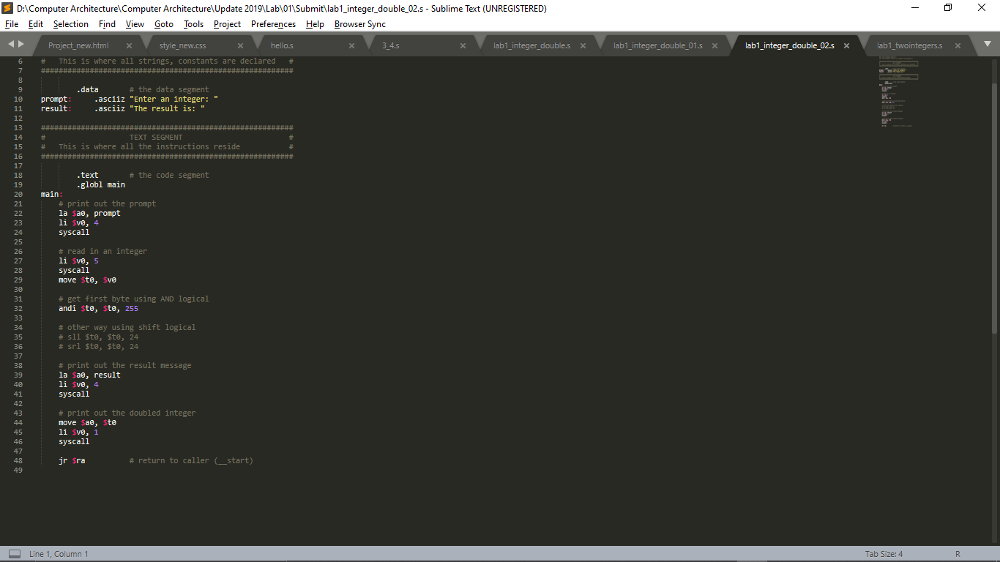 D:\Computer Architecture\Computer Architecture\Update 2019\Lab\01\Submit\lab1_integer_double_02.s - Sublime Text (UNREGISTERED)
File Edit Selection Find View Goto Tools Project Preferences Help Browser Sync
Project_new.html style_new.css hello.s 3_4.s lab1_integer_double.s lab1_integer_double_01.s lab1_integer_double_02.s lab1_twointegers.s
6 #   This is where all strings, constants are declared   #
7 #########################################################
8
9         .data       # the data segment
10 prompt:     .asciiz "Enter an integer: "
11 result:     .asciiz "The result is: "
12
13 #########################################################
14 #                   TEXT SEGMENT                        #
15 #   This is where all the instructions reside           #
16 #########################################################
17
18         .text       # the code segment
19         .globl main
20 main:
21     # print out the prompt
22     la $a0, prompt
23     li $v0, 4
24     syscall
25
26     # read in an integer
27     li $v0, 5
28     syscall
29     move $t0, $v0
30
31     # get first byte using AND logical
32     andi $t0, $t0, 255
33
34     # other way using shift logical
35     # sll $t0, $t0, 24
36     # srl $t0, $t0, 24
37
38     # print out the result message
39     la $a0, result
40     li $v0, 4
41     syscall
42
43     # print out the doubled integer
44     move $a0, $t0
45     li $v0, 1
46     syscall
47
48     jr $ra          # return to caller (__start)
49
Line 1, Column 1 Tab Size: 4 R